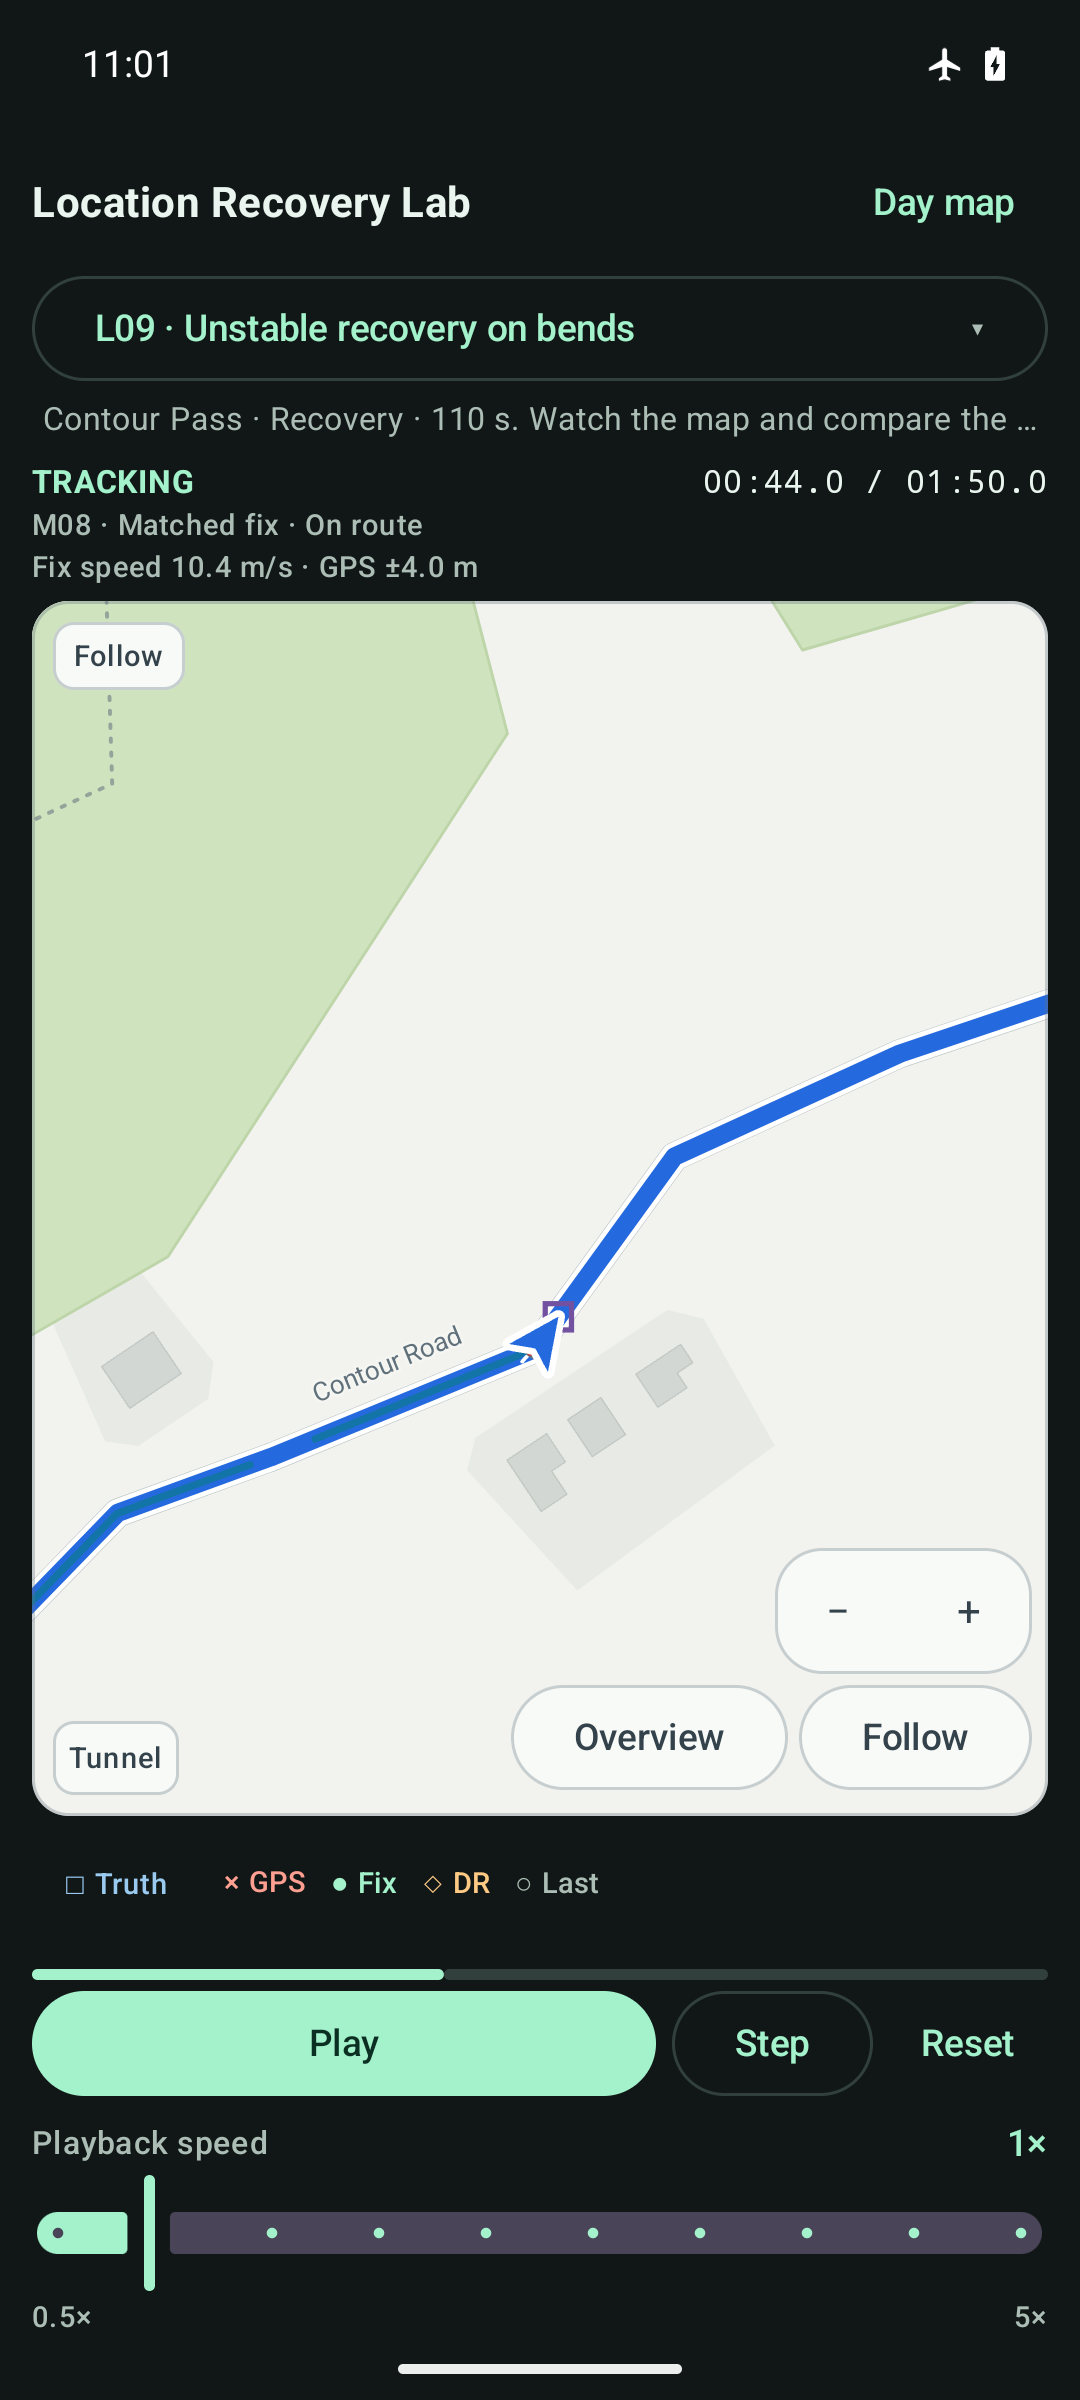 11:01
Location Recovery Lab
Day map
L09 · Unstable recovery on bends
Contour Pass · Recovery · 110 s. Watch the map and compare the …
TRACKING
00:44.0 / 01:50.0
M08 · Matched fix · On route
Fix speed 10.4 m/s · GPS ±4.0 m
Follow
Contour Road
− +
Tunnel
Overview
Follow
□ Truth × GPS ● Fix ◇ DR ○ Last
Play
Step
Reset
Playback speed
1×
0.5×
5×